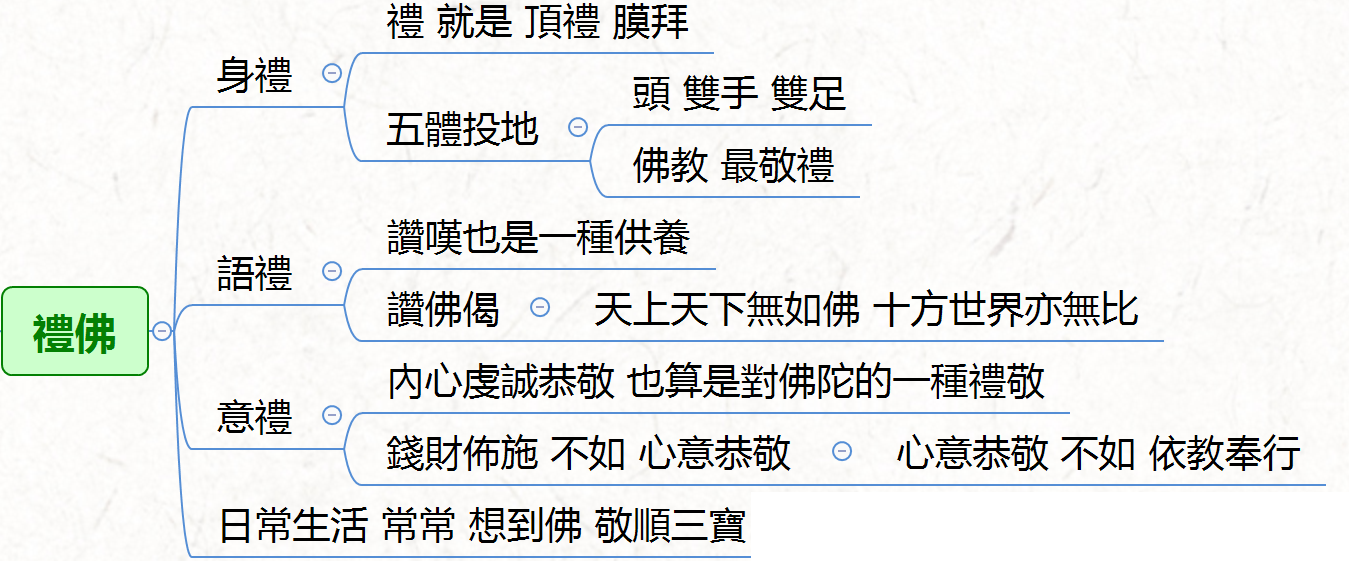 禮 就是 頂禮 膜拜
身禮
頭 雙手 雙足
五體投地
佛教 最敬禮
讚嘆也是一種供養
語禮
讚佛偈
天上天下無如佛 十方世界亦無比
禮佛
內心虔誠恭敬 也算是對佛陀的一種禮敬
意禮
錢財佈施 不如 心意恭敬
心意恭敬 不如 依教奉行
日常生活 常常 想到佛 敬順三寶